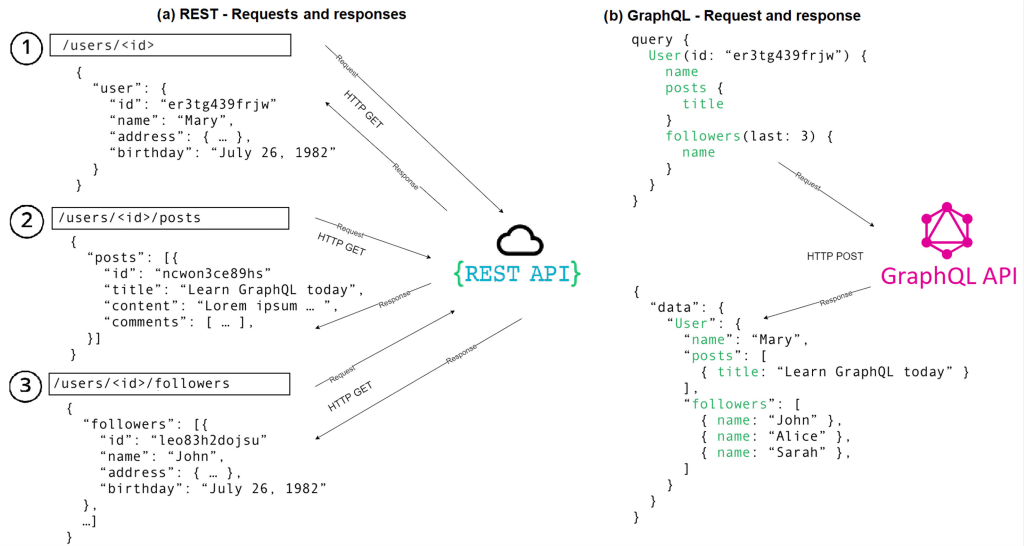 (a) REST - Requests and responses
1
/users/<id>
{
“user”: {
“id”: “er3tg439frjw”
“name”: “Mary”,
“address”: { … },
“birthday”: “July 26, 1982”
}
}
Request
HTTP GET
Response
2
/users/<id>/posts
{
“posts”: [{
“id”: “ncwon3ce89hs”
“title”: “Learn GraphQL today”,
“content”: “Lorem ipsum … ”,
“comments”: [ … ],
}]
}
Request
HTTP GET
Response
3
/users/<id>/followers
{
“followers”: [{
“id”: “leo83h2dojsu”
“name”: “John”,
“address”: { … },
“birthday”: “July 26, 1982”
},
…]
}
Request
HTTP GET
Response
{REST API}
(b) GraphQL - Request and response
query {
User(id: “er3tg439frjw”) {
name
posts {
title
}
followers(last: 3) {
name
}
}
}
Request
HTTP POST
Response
GraphQL API
{
“data”: {
“User”: {
“name”: “Mary”,
“posts”: [
{ title: “Learn GraphQL today” }
],
“followers”: [
{ name: “John” },
{ name: “Alice” },
{ name: “Sarah” },
]
}
}
}